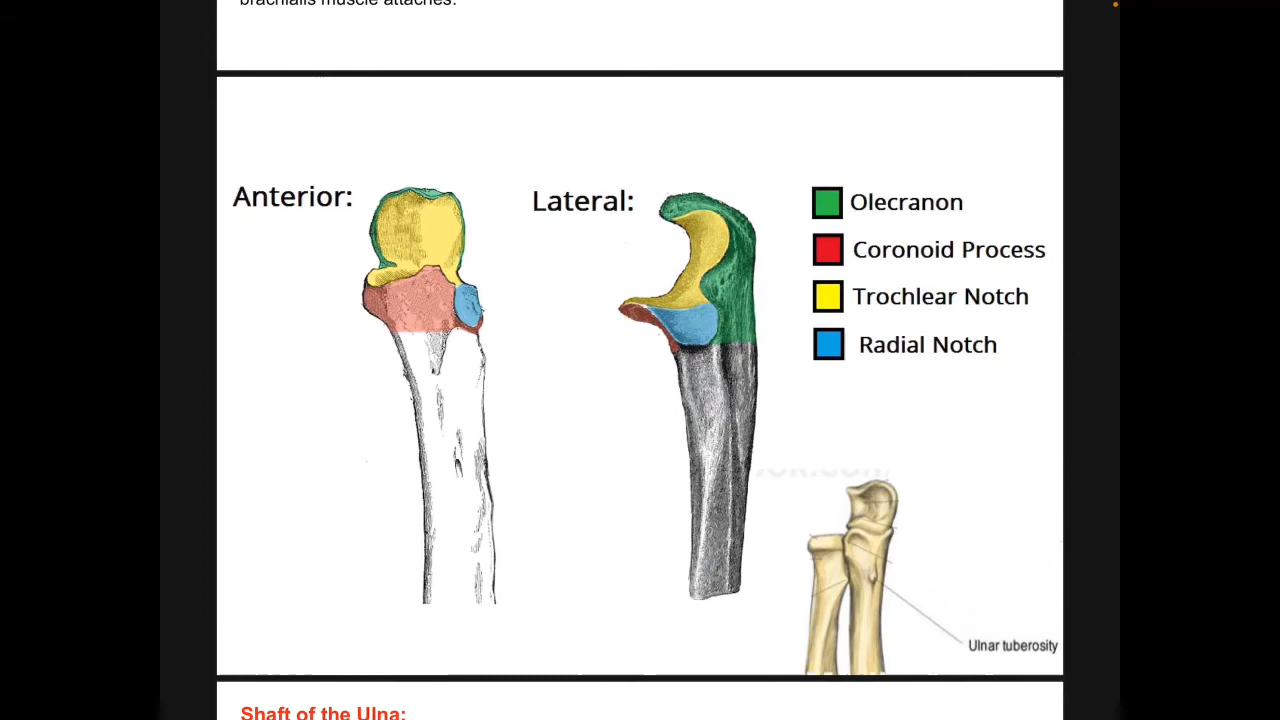 brachialis muscle attaches.
Anterior:
Lateral:
Olecranon
Coronoid Process
Trochlear Notch
Radial Notch
Ulnar tuberosity
Shaft of the Ulna: